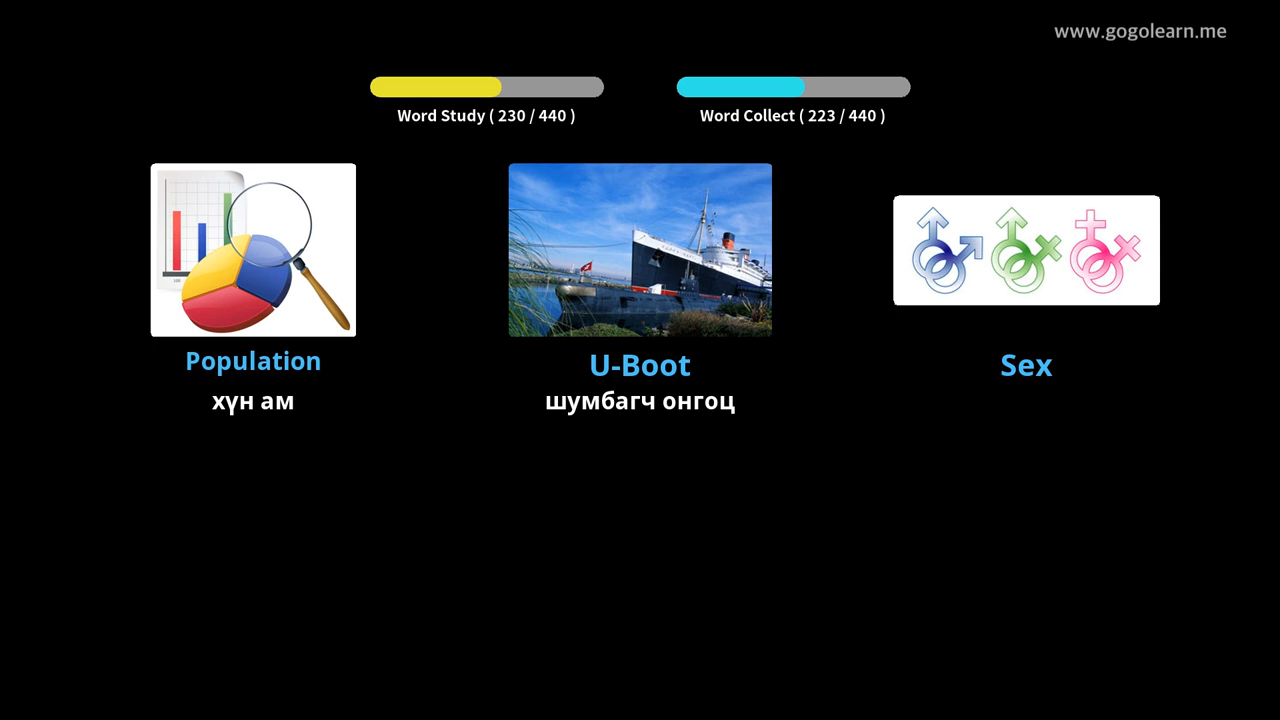 www.gogolearn.me
Word Study ( 230 / 440 )
Word Collect ( 223 / 440 )
Population
хүн ам
U-Boot
шумбагч онгоц
Sex